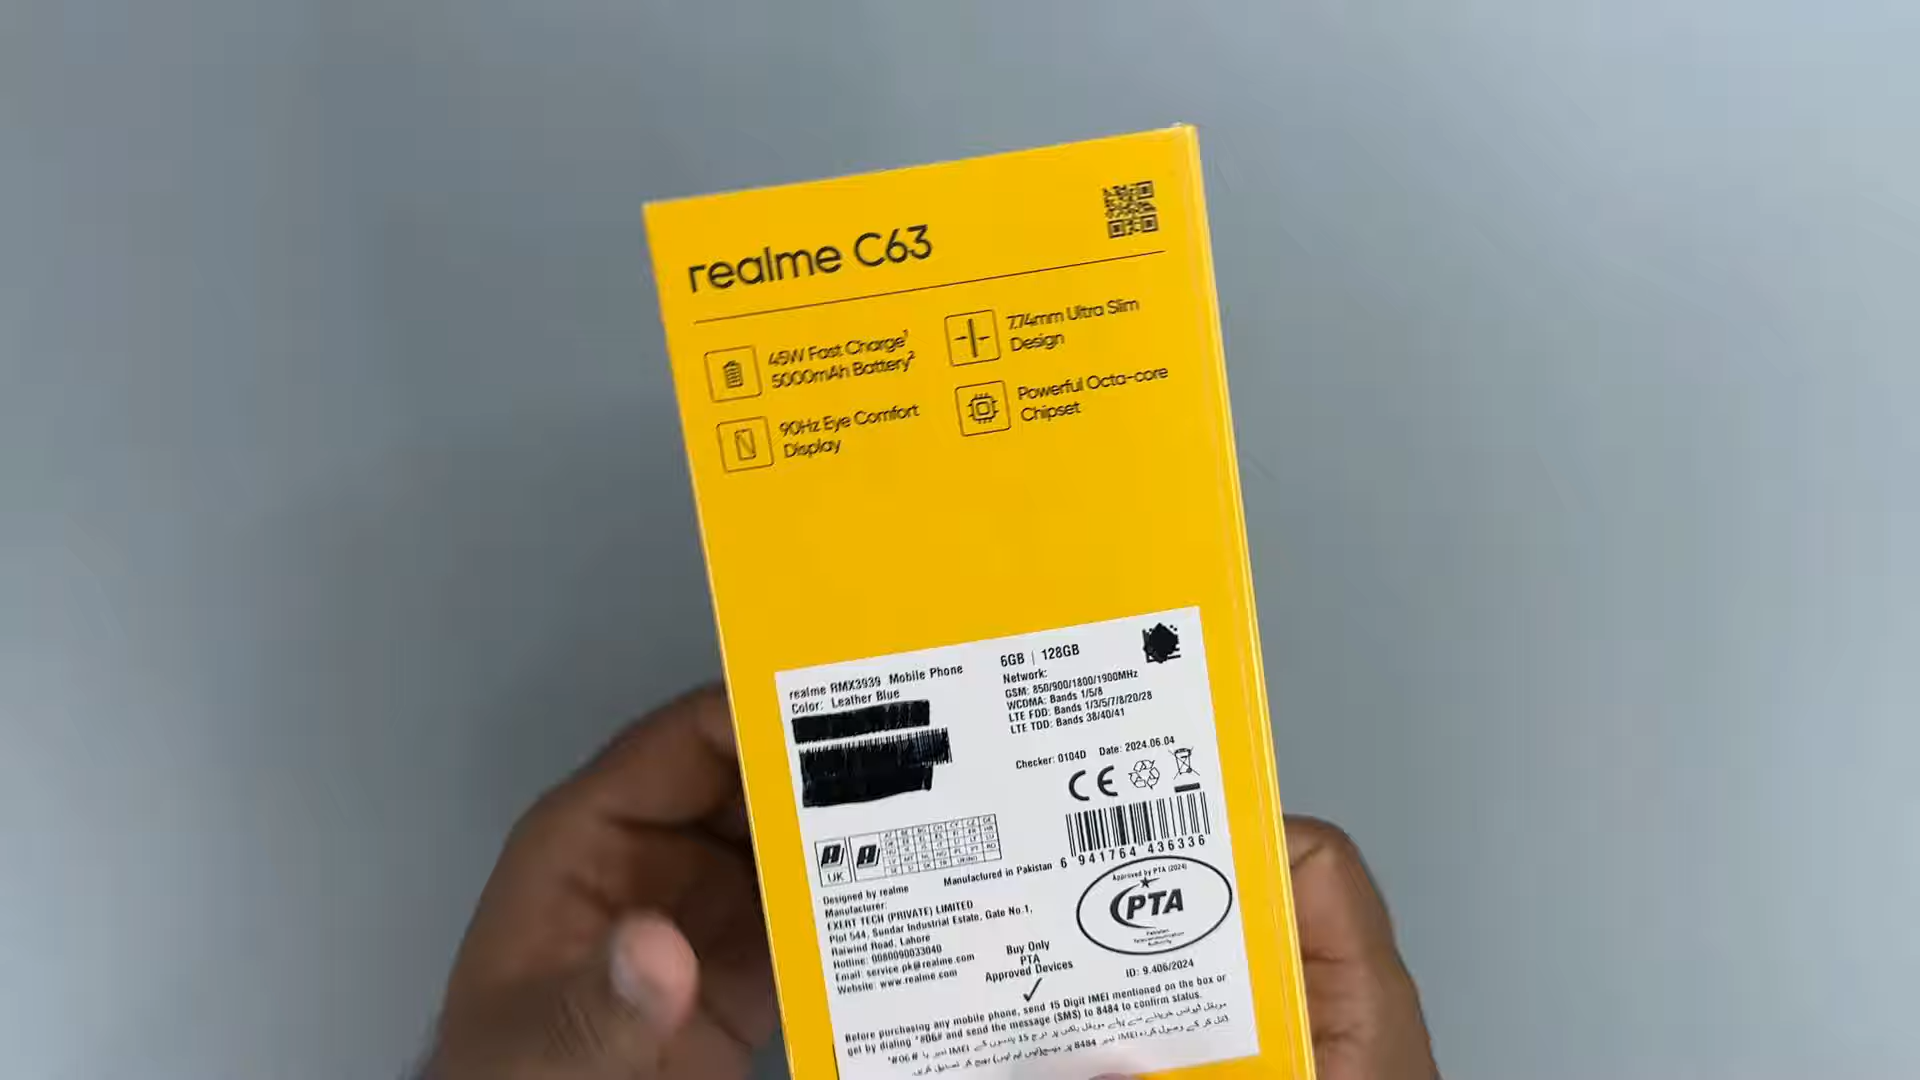 realme C63
45W Fast Charge¹
5000mAh Battery²
7.74mm Ultra Slim
Design
90Hz Eye Comfort
Display
Powerful Octa-core
Chipset
realme RMX3939 Mobile Phone
Color: Leather Blue
6GB | 128GB
Network:
GSM: 850/900/1800/1900MHz
WCDMA: Bands 1/5/8
LTE FDD: Bands 1/3/5/7/8/20/28
LTE TDD: Bands 38/40/41
Checker: 0104D Date: 2024.06.04
CE
6 941764 436336
UK
Manufactured in Pakistan
Designed by realme
Manufacturer:
EXERT TECH (PRIVATE) LIMITED
Plot 544, Sundar Industrial Estate, Gate No.1,
Raiwind Road, Lahore
Hotline: 0080090033040
Email: service.pk@realme.com
Website: www.realme.com
Approved by PTA (2024)
PTA
Pakistan
Telecommunication
Authority
Buy Only
PTA
Approved Devices
ID: 9.406/2024
Before purchasing any mobile phone, send 15 Digit IMEI mentioned on the box or
get by dialing *#06# and send the message (SMS) to 8484 to confirm status.